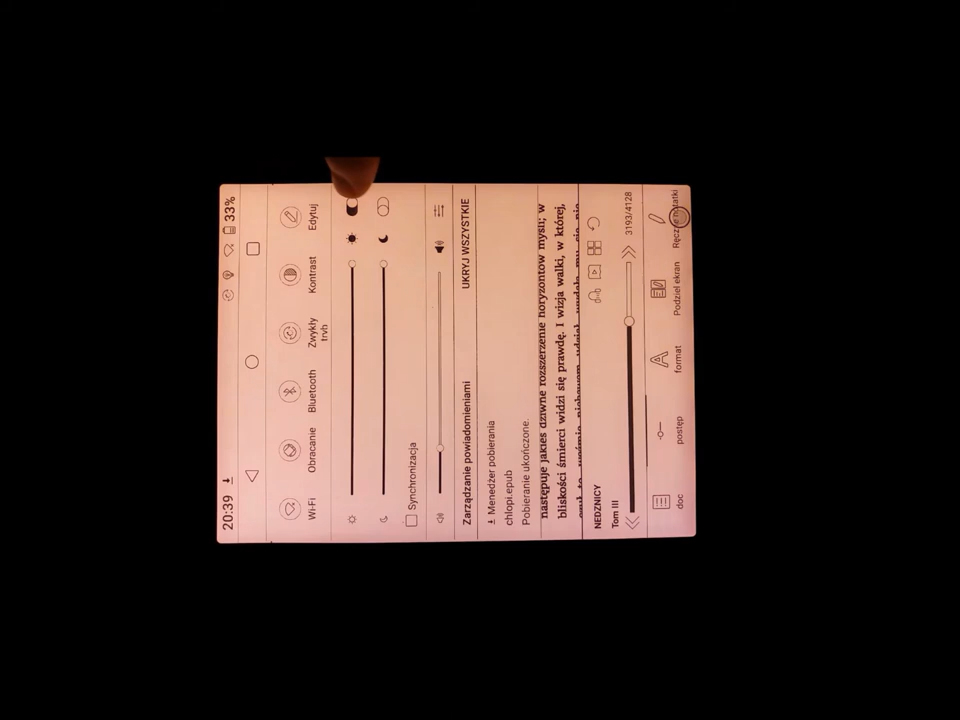 20:39 33%
Wi-Fi Obracanie Bluetooth Zwykły tryb Kontrast Edytuj
Synchronizacja
Zarządzanie powiadomieniami UKRYJ WSZYSTKIE
Menedżer pobierania
chlopi.epub
Pobieranie ukończone.
następuje jakieś dziwne rozszerzenie horyzontów myśli; w
bliskości śmierci widzi się prawdę. I wizja walki, w której,
NEDZNICY
Tom III
3193/4128
doc postęp format Podziel ekran Ręczne notatki